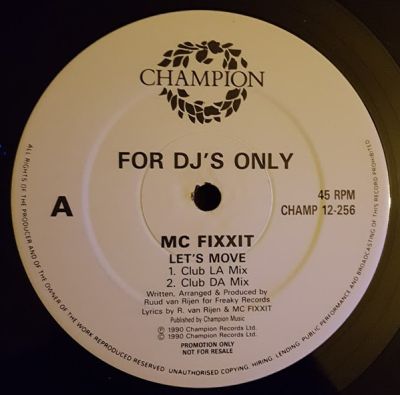 CHAMPION
FOR DJ'S ONLY
A
45 RPM
CHAMP 12-256
MC FIXXIT
LET'S MOVE
1. Club LA Mix
2. Club DA Mix
Written, Arranged & Produced by
Ruud van Rijen for Freaky Records
Lyrics by R. van Rijen & MC FIXXIT
Published by Champion Music
Ⓟ 1990 Champion Records Ltd.
© 1990 Champion Records Ltd.
PROMOTION ONLY
NOT FOR RESALE
ALL RIGHTS OF THE PRODUCER AND OF THE OWNER OF THE WORK REPRODUCED RESERVED UNAUTHORISED COPYING, HIRING, LENDING, PUBLIC PERFORMANCE AND BROADCASTING OF THIS RECORD PROHIBITED